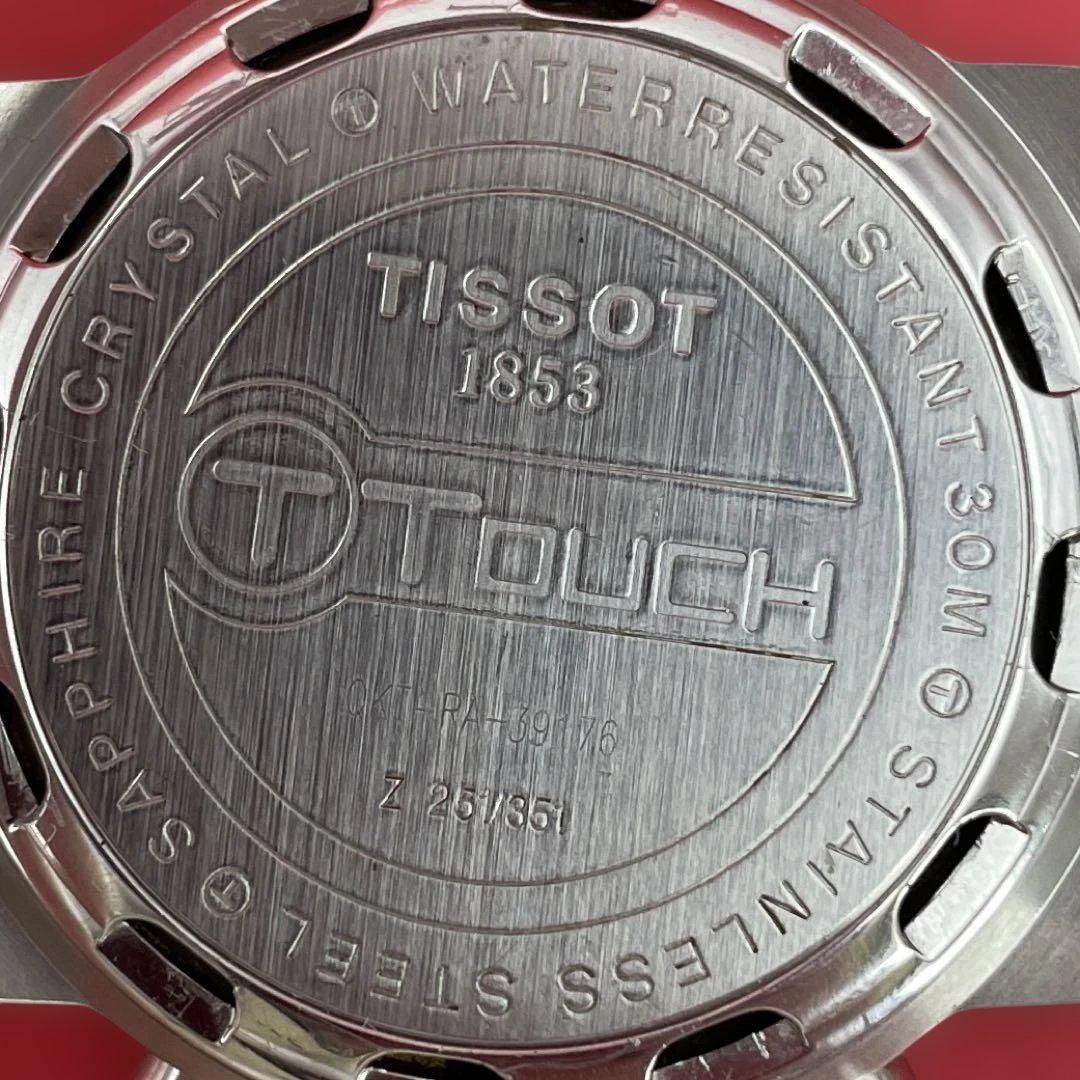 WATERRESISTANT 30M
STAINLESS STEEL
SAPPHIRE CRYSTAL
TISSOT
1853
T TOUCH
Z 251/351